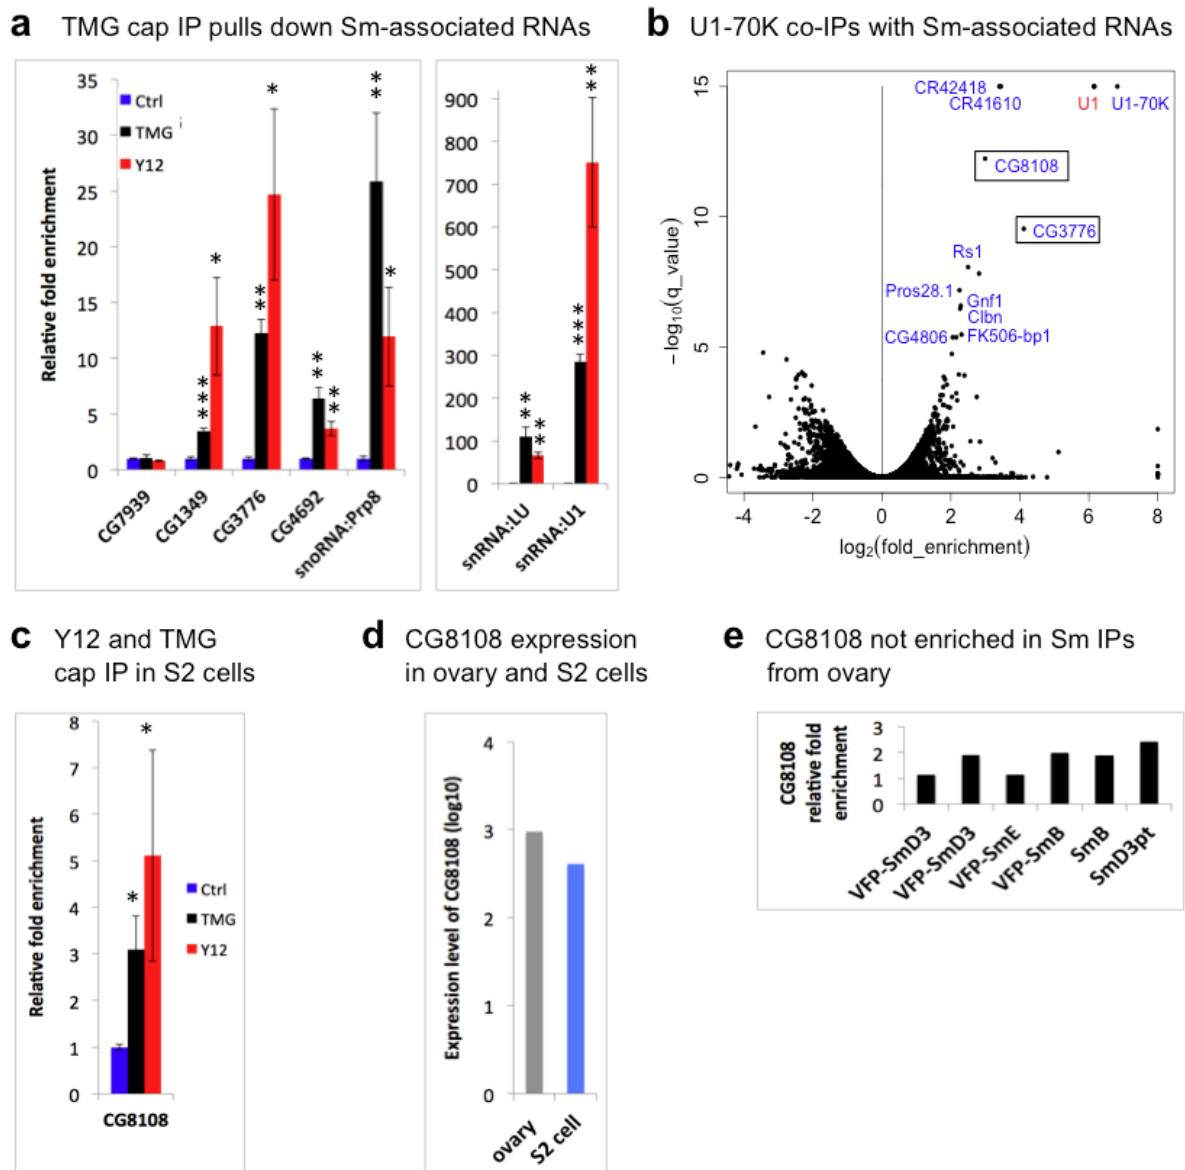 a TMG cap IP pulls down Sm-associated RNAs
35
30
25
20
15
10
5
0
Relative fold enrichment
Ctrl
TMG
Y12
*
***
**
*
**
**
**
*
CG7939
CG1349
CG3776
CG4692
snoRNA:Prp8
900
800
700
600
500
400
300
200
100
0
**
**
***
**
snRNA:LU
snRNA:U1
b U1-70K co-IPs with Sm-associated RNAs
15
10
5
0
−log10(q_value)
CR42418
CR41610
U1
U1-70K
CG8108
CG3776
Rs1
Pros28.1
Gnf1
Clbn
CG4806
FK506-bp1
-4 -2 0 2 4 6 8
log2(fold_enrichment)
c Y12 and TMG
cap IP in S2 cells
8
7
6
5
4
3
2
1
0
Relative fold enrichment
*
*
Ctrl
TMG
Y12
CG8108
d CG8108 expression
in ovary and S2 cells
4
3
2
1
0
Expression level of CG8108 (log10)
ovary
S2 cell
e CG8108 not enriched in Sm IPs
from ovary
CG8108
relative fold
enrichment
3
2
1
0
VFP-SmD3
VFP-SmD3
VFP-SmE
VFP-SmB
SmB
SmD3pt